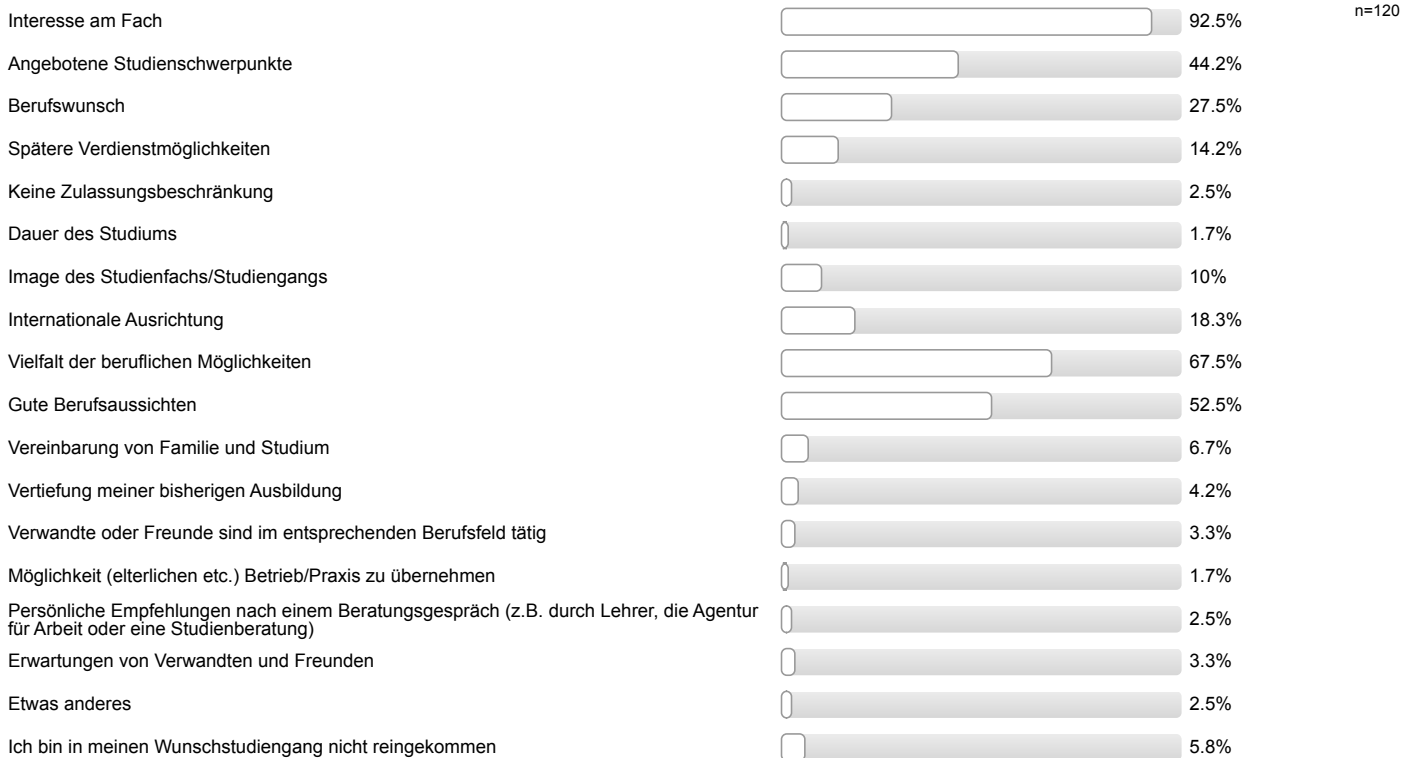 Interesse am Fach 92.5% n=120
Angebotene Studienschwerpunkte 44.2%
Berufswunsch 27.5%
Spätere Verdienstmöglichkeiten 14.2%
Keine Zulassungsbeschränkung 2.5%
Dauer des Studiums 1.7%
Image des Studienfachs/Studiengangs 10%
Internationale Ausrichtung 18.3%
Vielfalt der beruflichen Möglichkeiten 67.5%
Gute Berufsaussichten 52.5%
Vereinbarung von Familie und Studium 6.7%
Vertiefung meiner bisherigen Ausbildung 4.2%
Verwandte oder Freunde sind im entsprechenden Berufsfeld tätig 3.3%
Möglichkeit (elterlichen etc.) Betrieb/Praxis zu übernehmen 1.7%
Persönliche Empfehlungen nach einem Beratungsgespräch (z.B. durch Lehrer, die Agentur
für Arbeit oder eine Studienberatung) 2.5%
Erwartungen von Verwandten und Freunden 3.3%
Etwas anderes 2.5%
Ich bin in meinen Wunschstudiengang nicht reingekommen 5.8%